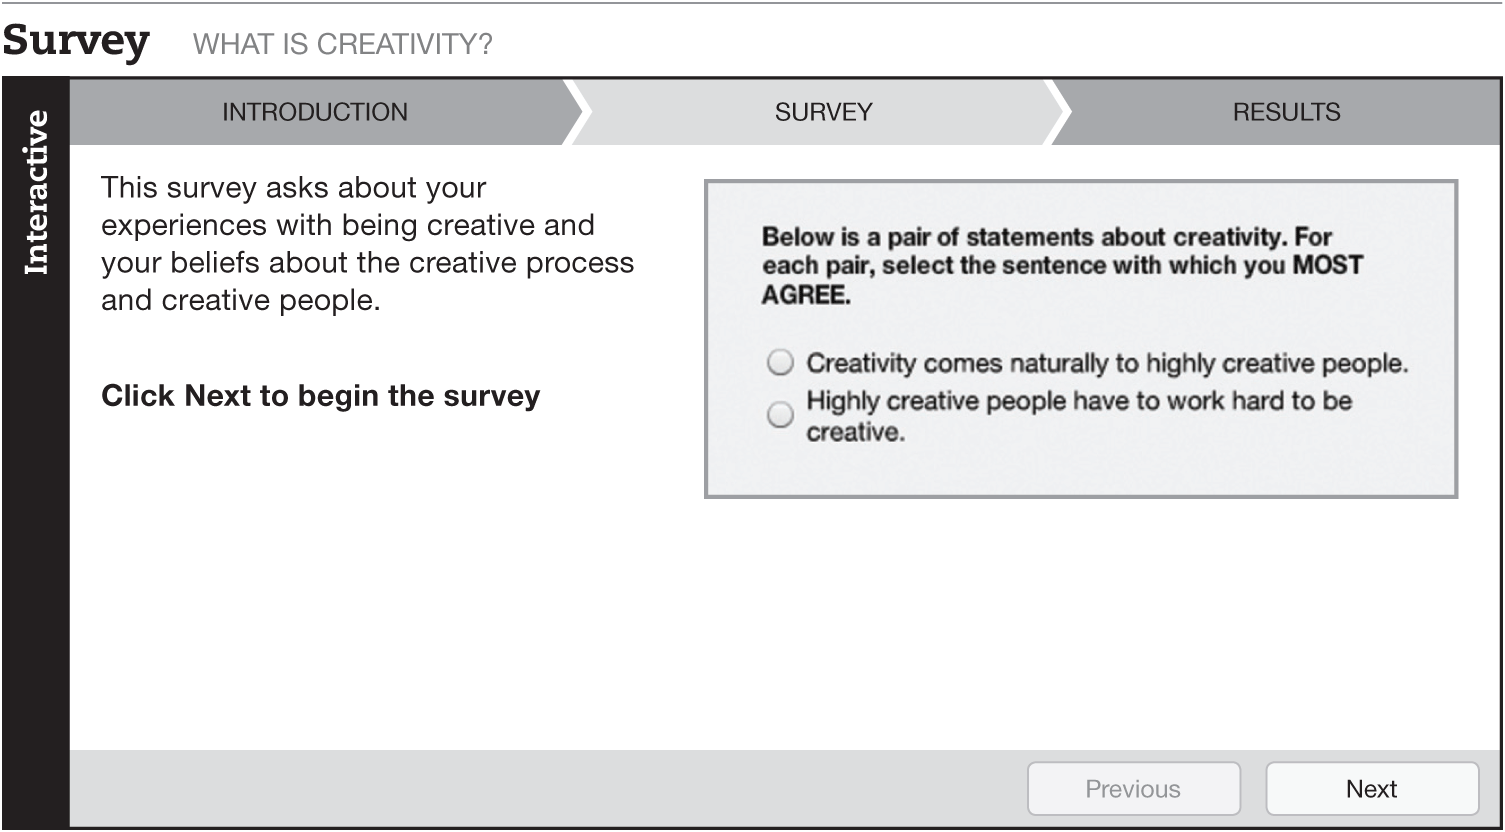 Survey WHAT IS CREATIVITY?
Interactive
INTRODUCTION
SURVEY
RESULTS
This survey asks about your
experiences with being creative and
your beliefs about the creative process
and creative people.
Click Next to begin the survey
Below is a pair of statements about creativity. For
each pair, select the sentence with which you MOST
AGREE.
Creativity comes naturally to highly creative people.
Highly creative people have to work hard to be
creative.
Previous
Next